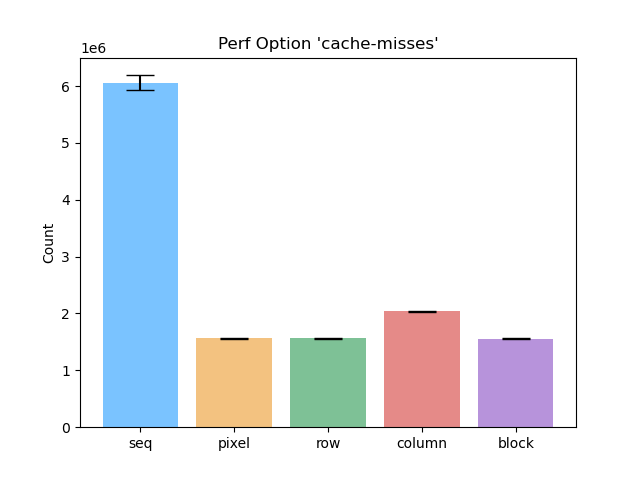 Perf Option 'cache-misses'
1e6
6
5
4
3
2
1
0
Count
seq pixel row column block